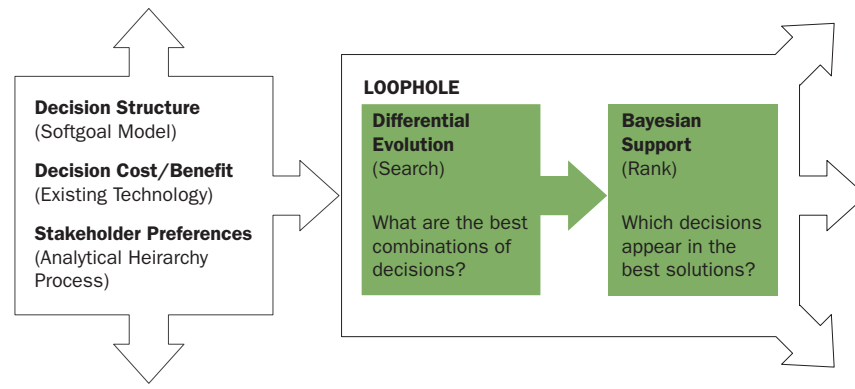 Decision Structure
(Softgoal Model)
Decision Cost/Benefit
(Existing Technology)
Stakeholder Preferences
(Analytical Heirarchy
Process)
LOOPHOLE
Differential
Evolution
(Search)
What are the best
combinations of
decisions?
Bayesian
Support
(Rank)
Which decisions
appear in the
best solutions?